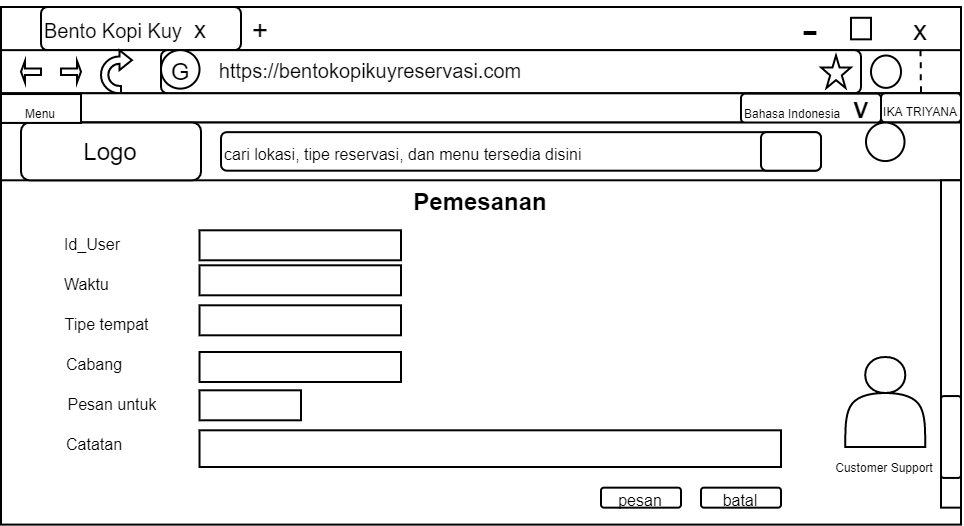 Bento Kopi Kuy X +
- X
G https://bentokopikuyreservasi.com
Menu Bahasa Indonesia V IKA TRIYANA
Logo cari lokasi, tipe reservasi, dan menu tersedia disini
Pemesanan
Id_User
Waktu
Tipe tempat
Cabang
Pesan untuk
Catatan
Customer Support
pesan batal